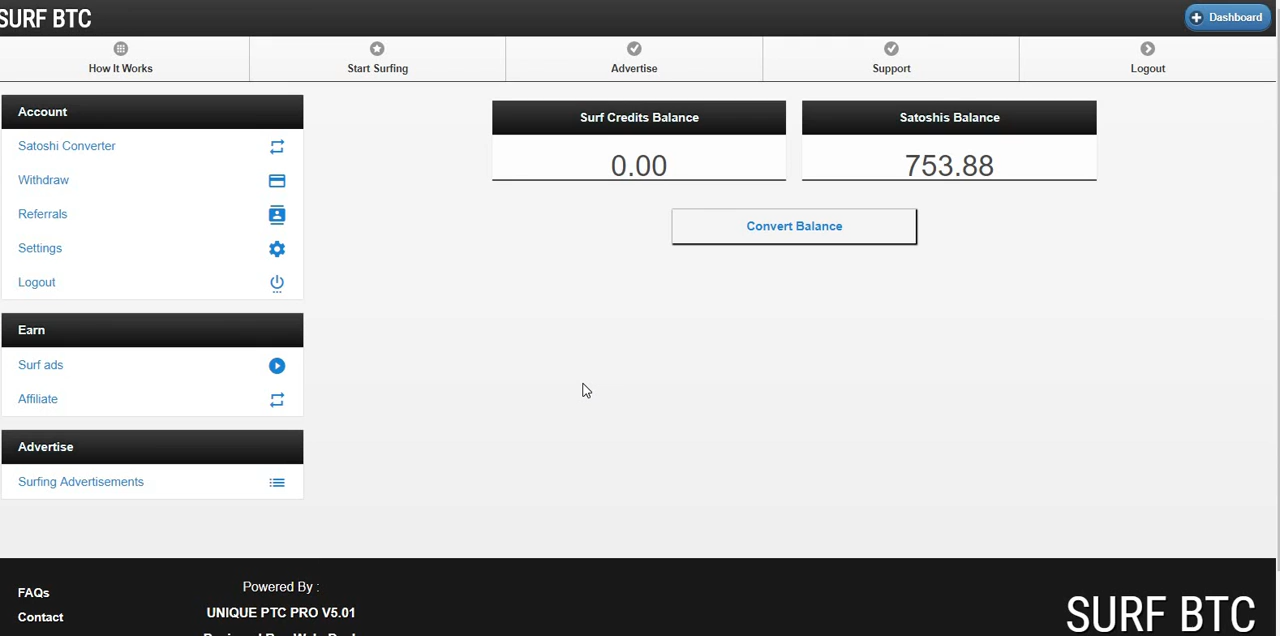 SURF BTC
Dashboard
How It Works
Start Surfing
Advertise
Support
Logout
Account
Satoshi Converter
Withdraw
Referrals
Settings
Logout
Earn
Surf ads
Affiliate
Advertise
Surfing Advertisements
Surf Credits Balance
0.00
Satoshis Balance
753.88
Convert Balance
FAQs
Contact
Powered By :
UNIQUE PTC PRO V5.01
SURF BTC